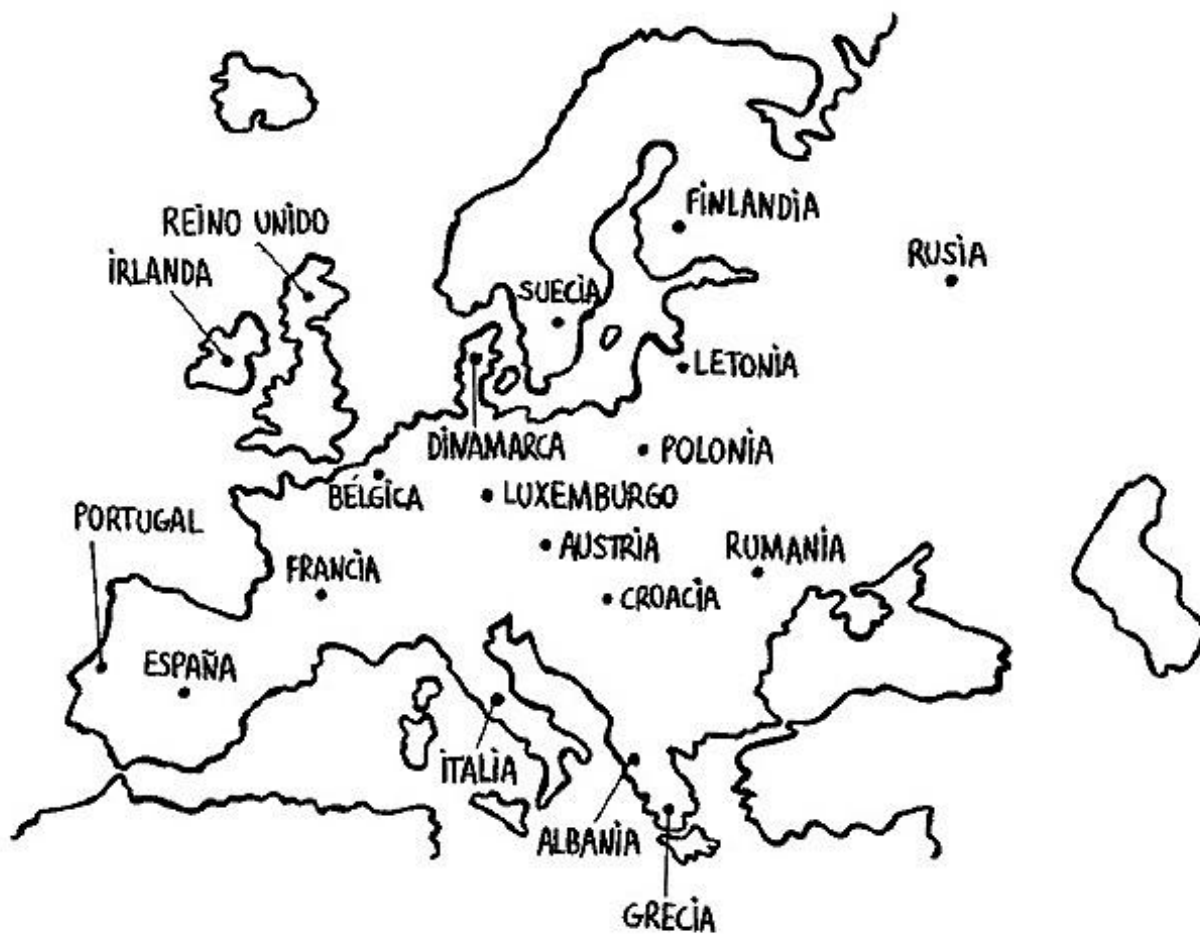 FINLANDIA
REINO UNIDO
RUSIA
IRLANDA
SUECIA
LETONIA
DINAMARCA
POLONIA
BÉLGICA
LUXEMBURGO
PORTUGAL
AUSTRIA
RUMANIA
FRANCIA
CROACIA
ESPAÑA
ITALIA
ALBANIA
GRECIA